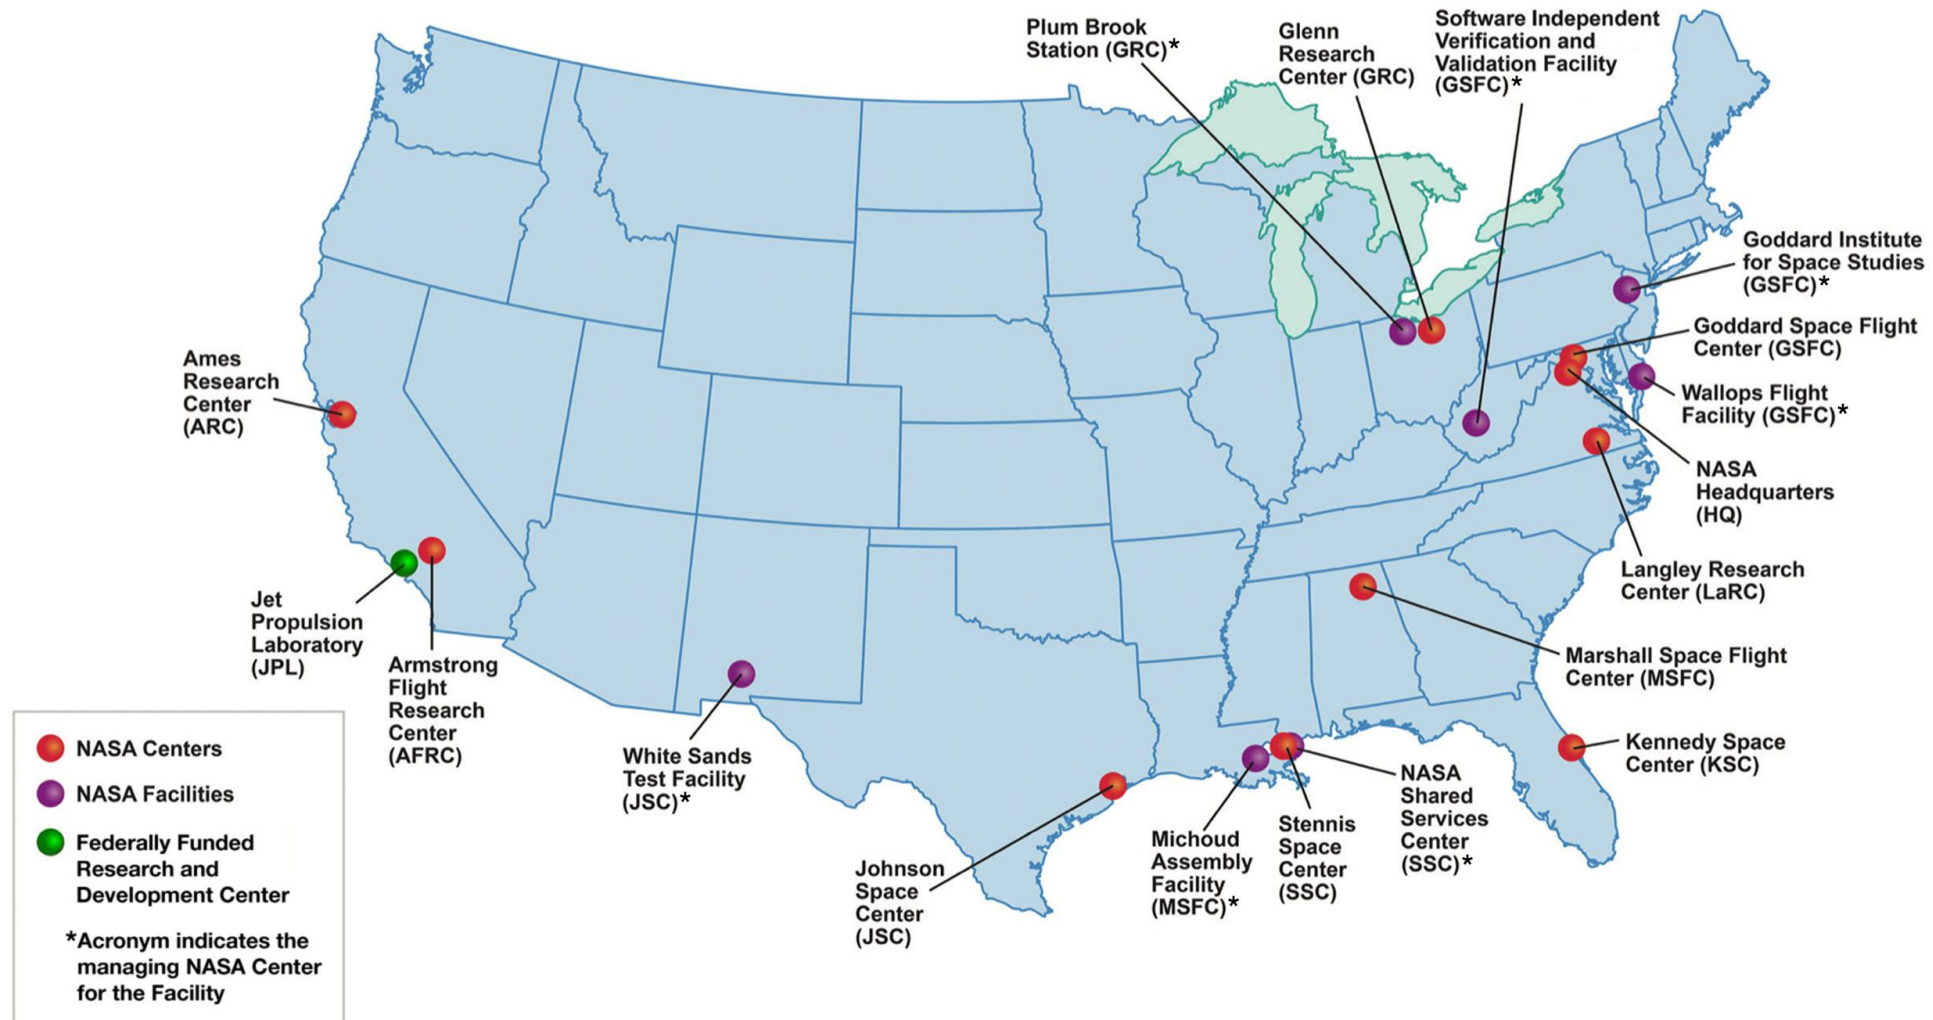 Plum Brook
Station (GRC)*
Glenn
Research
Center (GRC)
Software Independent
Verification and
Validation Facility
(GSFC)*
Goddard Institute
for Space Studies
(GSFC)*
Goddard Space Flight
Center (GSFC)
Wallops Flight
Facility (GSFC)*
NASA
Headquarters
(HQ)
Langley Research
Center (LaRC)
Marshall Space Flight
Center (MSFC)
Kennedy Space
Center (KSC)
NASA
Shared
Services
Center
(SSC)*
Stennis
Space
Center
(SSC)
Michoud
Assembly
Facility
(MSFC)*
Johnson
Space
Center
(JSC)
White Sands
Test Facility
(JSC)*
Armstrong
Flight
Research
Center
(AFRC)
Jet
Propulsion
Laboratory
(JPL)
Ames
Research
Center
(ARC)
NASA Centers
NASA Facilities
Federally Funded
Research and
Development Center
*Acronym indicates the
managing NASA Center
for the Facility